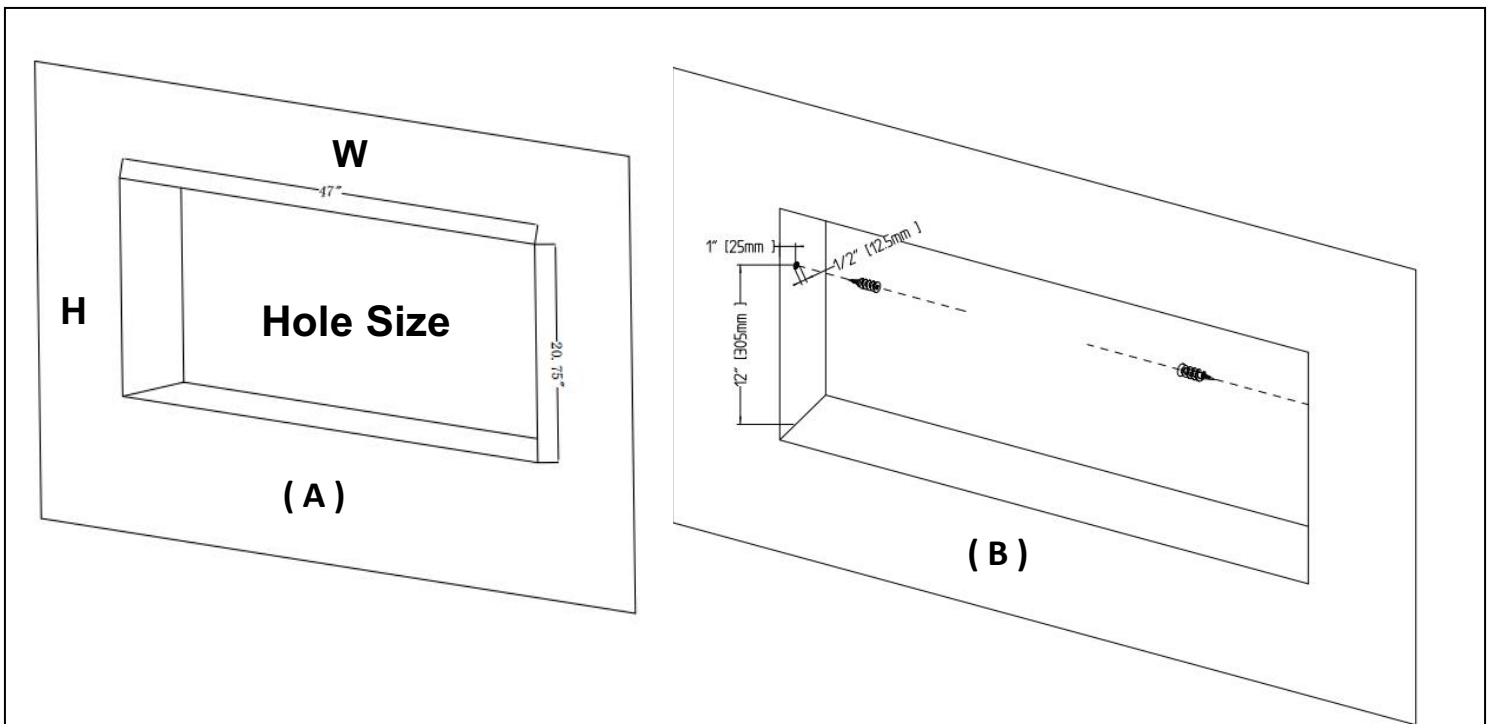 W
47"
H
Hole Size
20. 75"
( A )
1" [25mm ]
1/2" [12.5mm ]
12" [305mm ]
( B )